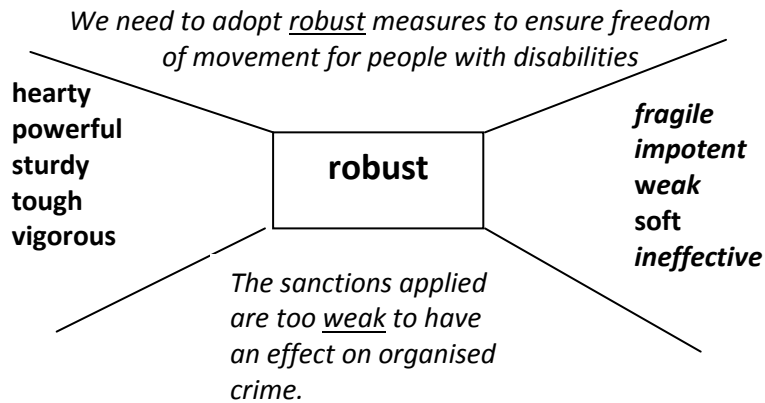 We need to adopt robust measures to ensure freedom
of movement for people with disabilities
hearty
powerful
sturdy
tough
vigorous
robust
fragile
impotent
weak
soft
ineffective
The sanctions applied
are too weak to have
an effect on organised
crime.